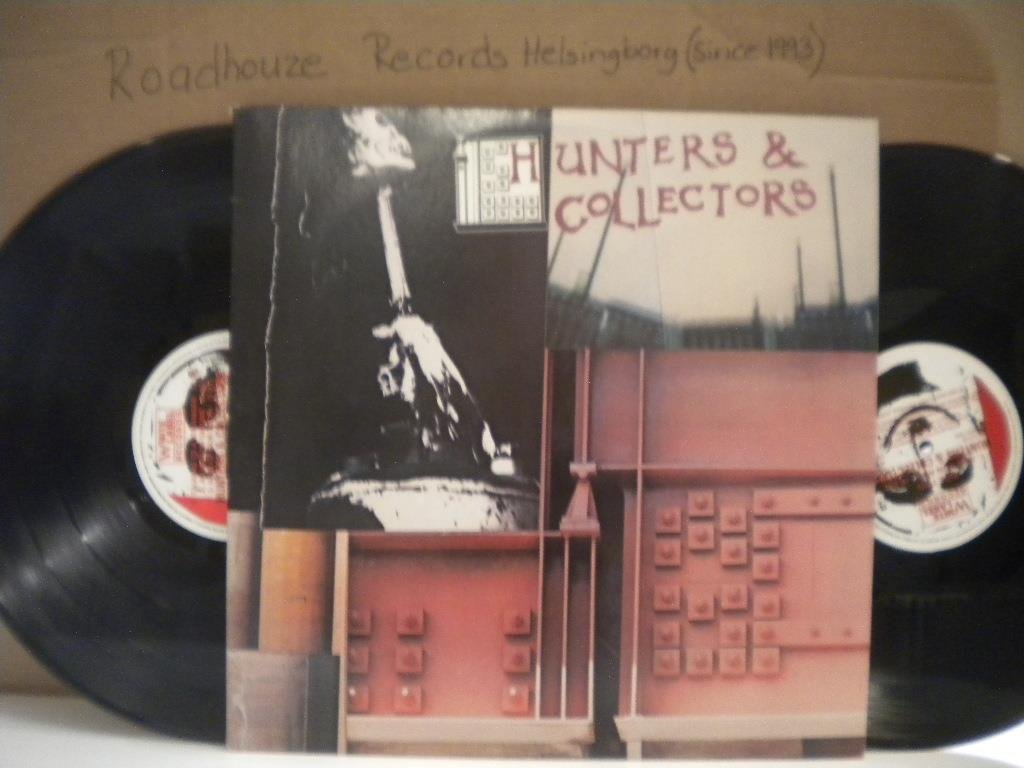 Roadhouze Records Helsingborg (Since 1993)
HUNTERS &
COLLECTORS